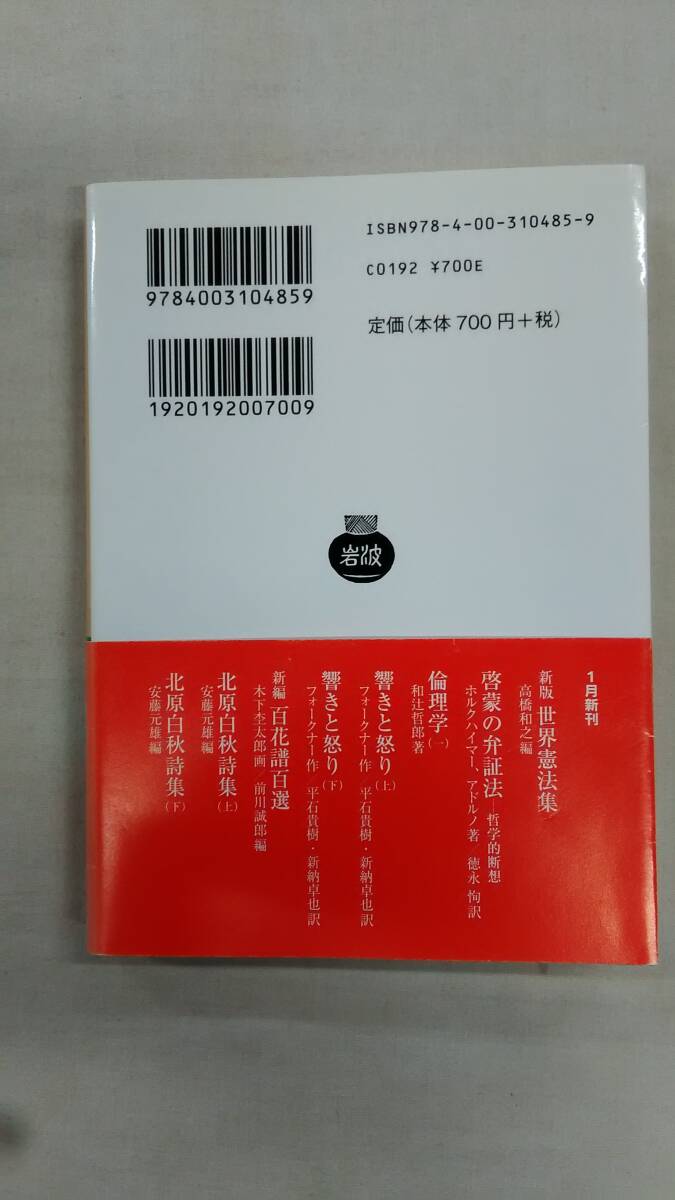 ISBN978-4-00-310485-9
C0192 ¥700E
定価(本体 700 円+税)
9784003104859
1920192007009
岩波
1月新刊
新版 世界憲法集
高橋和之編
啓蒙の弁証法―哲学的断想
ホルクハイマー、アドルノ著/徳永 恂訳
倫理学(一)
和辻哲郎著
響きと怒り(上)
フォークナー作/平石貴樹・新納卓也訳
響きと怒り(下)
フォークナー作/平石貴樹・新納卓也訳
新編 百花譜百選
木下杢太郎画/前川誠郎編
北原白秋詩集(上)
安藤元雄編
北原白秋詩集(下)
安藤元雄編